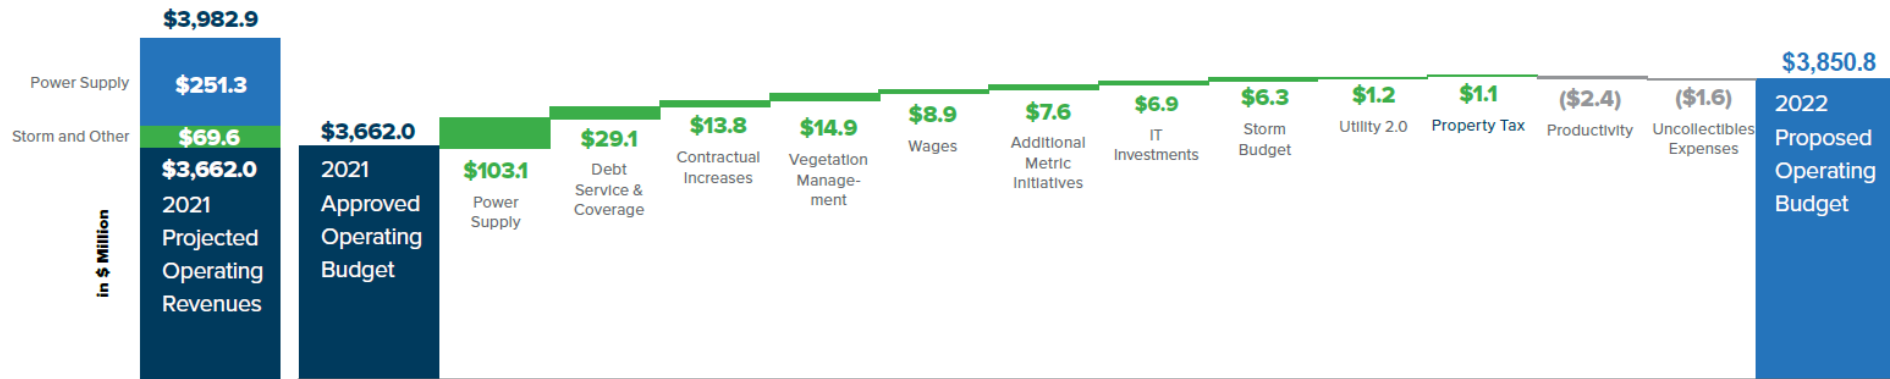 $3,982.9
Power Supply
$251.3
Storm and Other
$69.6
$3,662.0
2021
Projected
Operating
Revenues
in $ Million
$3,662.0
2021
Approved
Operating
Budget
$103.1
Power
Supply
$29.1
Debt
Service &
Coverage
$13.8
Contractual
Increases
$14.9
Vegetation
Manage-
ment
$8.9
Wages
$7.6
Additional
Metric
Initiatives
$6.9
IT
Investments
$6.3
Storm
Budget
$1.2
Utility 2.0
$1.1
Property Tax
($2.4)
Productivity
($1.6)
Uncollectibles
Expenses
$3,850.8
2022
Proposed
Operating
Budget